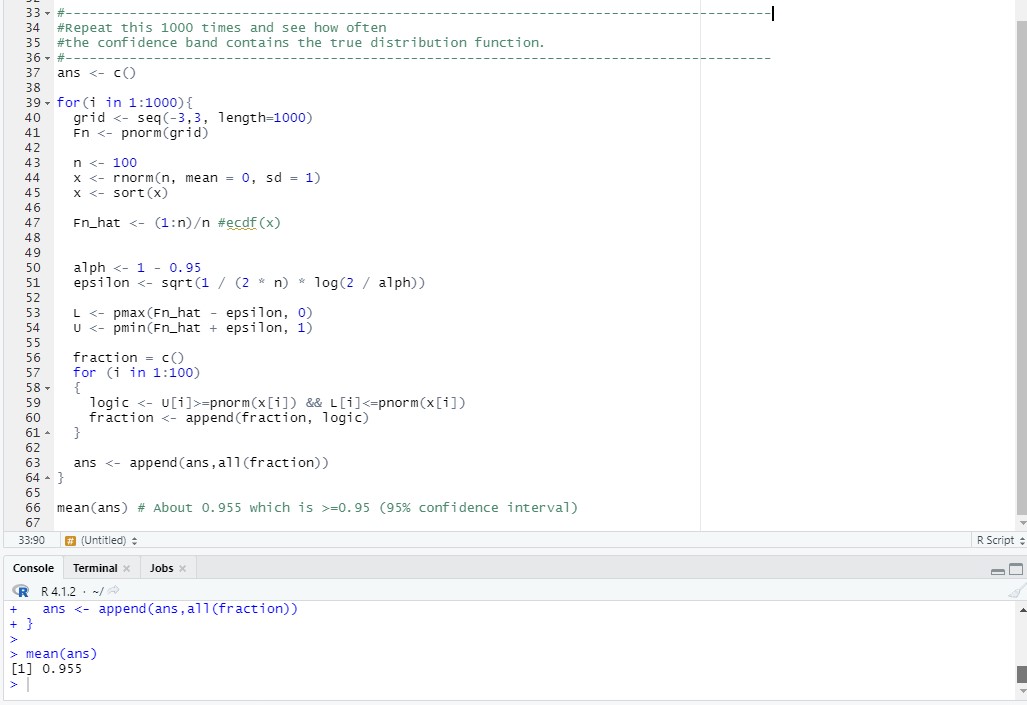 33 #----------------------------------------------------------------------------------------
34 #Repeat this 1000 times and see how often
35 #the confidence band contains the true distribution function.
36 #----------------------------------------------------------------------------------------
37 ans <- c()
38
39 for(i in 1:1000){
40   grid <- seq(-3,3, length=1000)
41   Fn <- pnorm(grid)
42
43   n <- 100
44   x <- rnorm(n, mean = 0, sd = 1)
45   x <- sort(x)
46
47   Fn_hat <- (1:n)/n #ecdf(x)
48
49
50   alph <- 1 - 0.95
51   epsilon <- sqrt(1 / (2 * n) * log(2 / alph))
52
53   L <- pmax(Fn_hat - epsilon, 0)
54   U <- pmin(Fn_hat + epsilon, 1)
55
56   fraction = c()
57   for (i in 1:100)
58   {
59     logic <- U[i]>=pnorm(x[i]) && L[i]<=pnorm(x[i])
60     fraction <- append(fraction, logic)
61   }
62
63   ans <- append(ans,all(fraction))
64 }
65
66 mean(ans) # About 0.955 which is >=0.95 (95% confidence interval)
67
33:90 # (Untitled) R Script
Console Terminal × Jobs ×
R R 4.1.2 · ~/
+   ans <- append(ans,all(fraction))
+ }
>
> mean(ans)
[1] 0.955
>